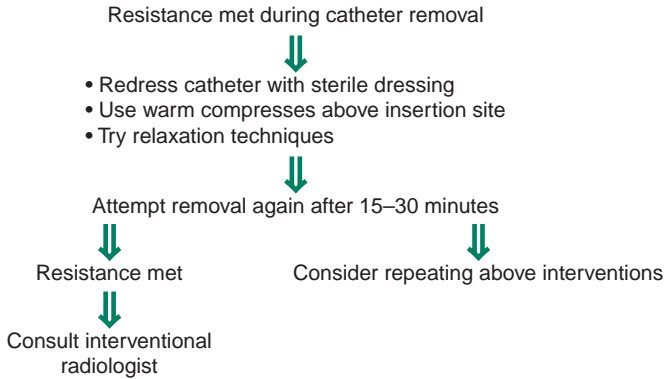 Resistance met during catheter removal
• Redress catheter with sterile dressing
• Use warm compresses above insertion site
• Try relaxation techniques
Attempt removal again after 15–30 minutes
Resistance met
Consider repeating above interventions
Consult interventional
radiologist